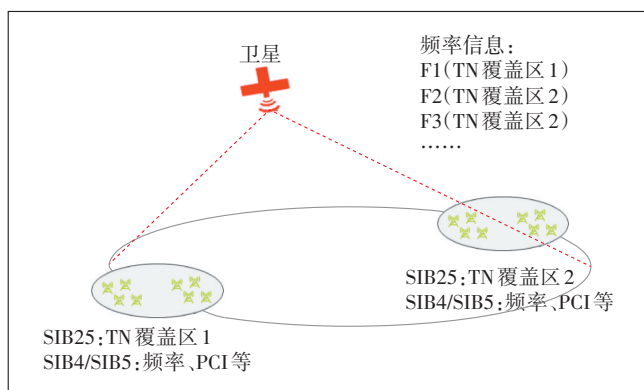 卫星
频率信息：
F1(TN覆盖区1)
F2(TN覆盖区2)
F3(TN覆盖区2)
……
SIB25：TN覆盖区2
SIB4/SIB5：频率、PCI等
SIB25：TN覆盖区1
SIB4/SIB5：频率、PCI等